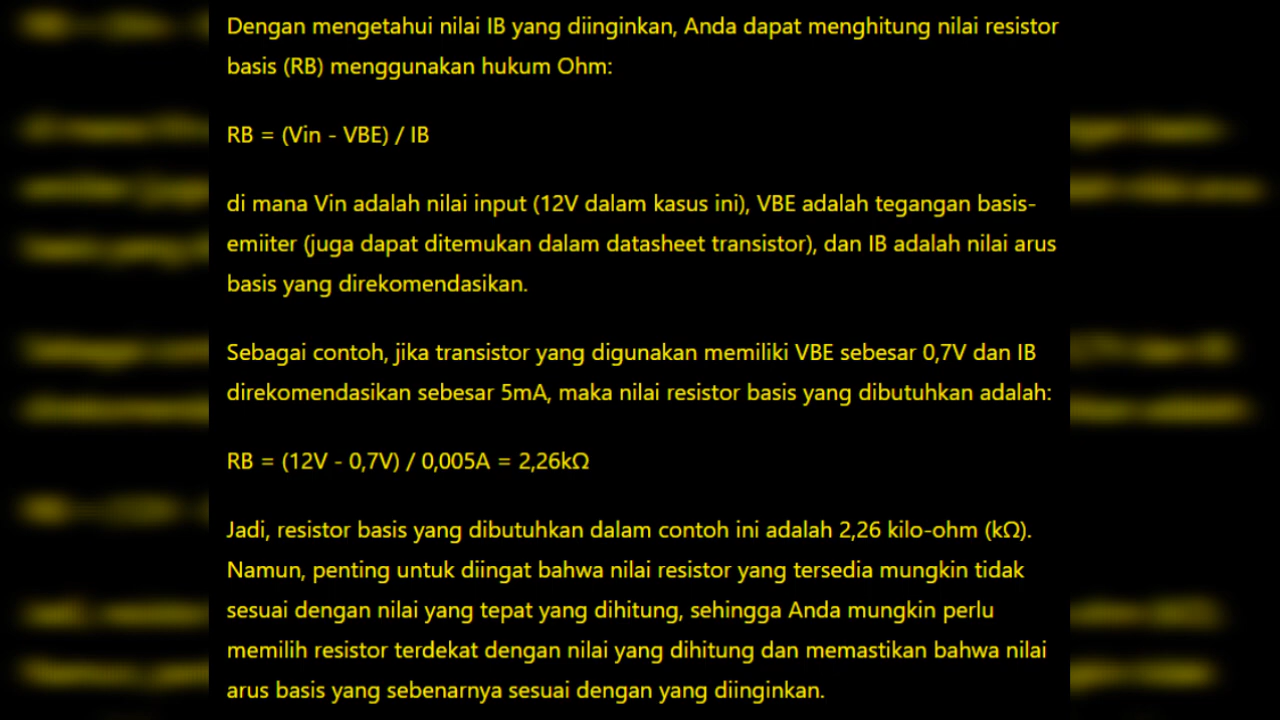 Dengan mengetahui nilai IB yang diinginkan, Anda dapat menghitung nilai resistor
basis (RB) menggunakan hukum Ohm:
RB = (Vin - VBE) / IB
di mana Vin adalah nilai input (12V dalam kasus ini), VBE adalah tegangan basis-
emiiter (juga dapat ditemukan dalam datasheet transistor), dan IB adalah nilai arus
basis yang direkomendasikan.
Sebagai contoh, jika transistor yang digunakan memiliki VBE sebesar 0,7V dan IB
direkomendasikan sebesar 5mA, maka nilai resistor basis yang dibutuhkan adalah:
RB = (12V - 0,7V) / 0,005A = 2,26kΩ
Jadi, resistor basis yang dibutuhkan dalam contoh ini adalah 2,26 kilo-ohm (kΩ).
Namun, penting untuk diingat bahwa nilai resistor yang tersedia mungkin tidak
sesuai dengan nilai yang tepat yang dihitung, sehingga Anda mungkin perlu
memilih resistor terdekat dengan nilai yang dihitung dan memastikan bahwa nilai
arus basis yang sebenarnya sesuai dengan yang diinginkan.